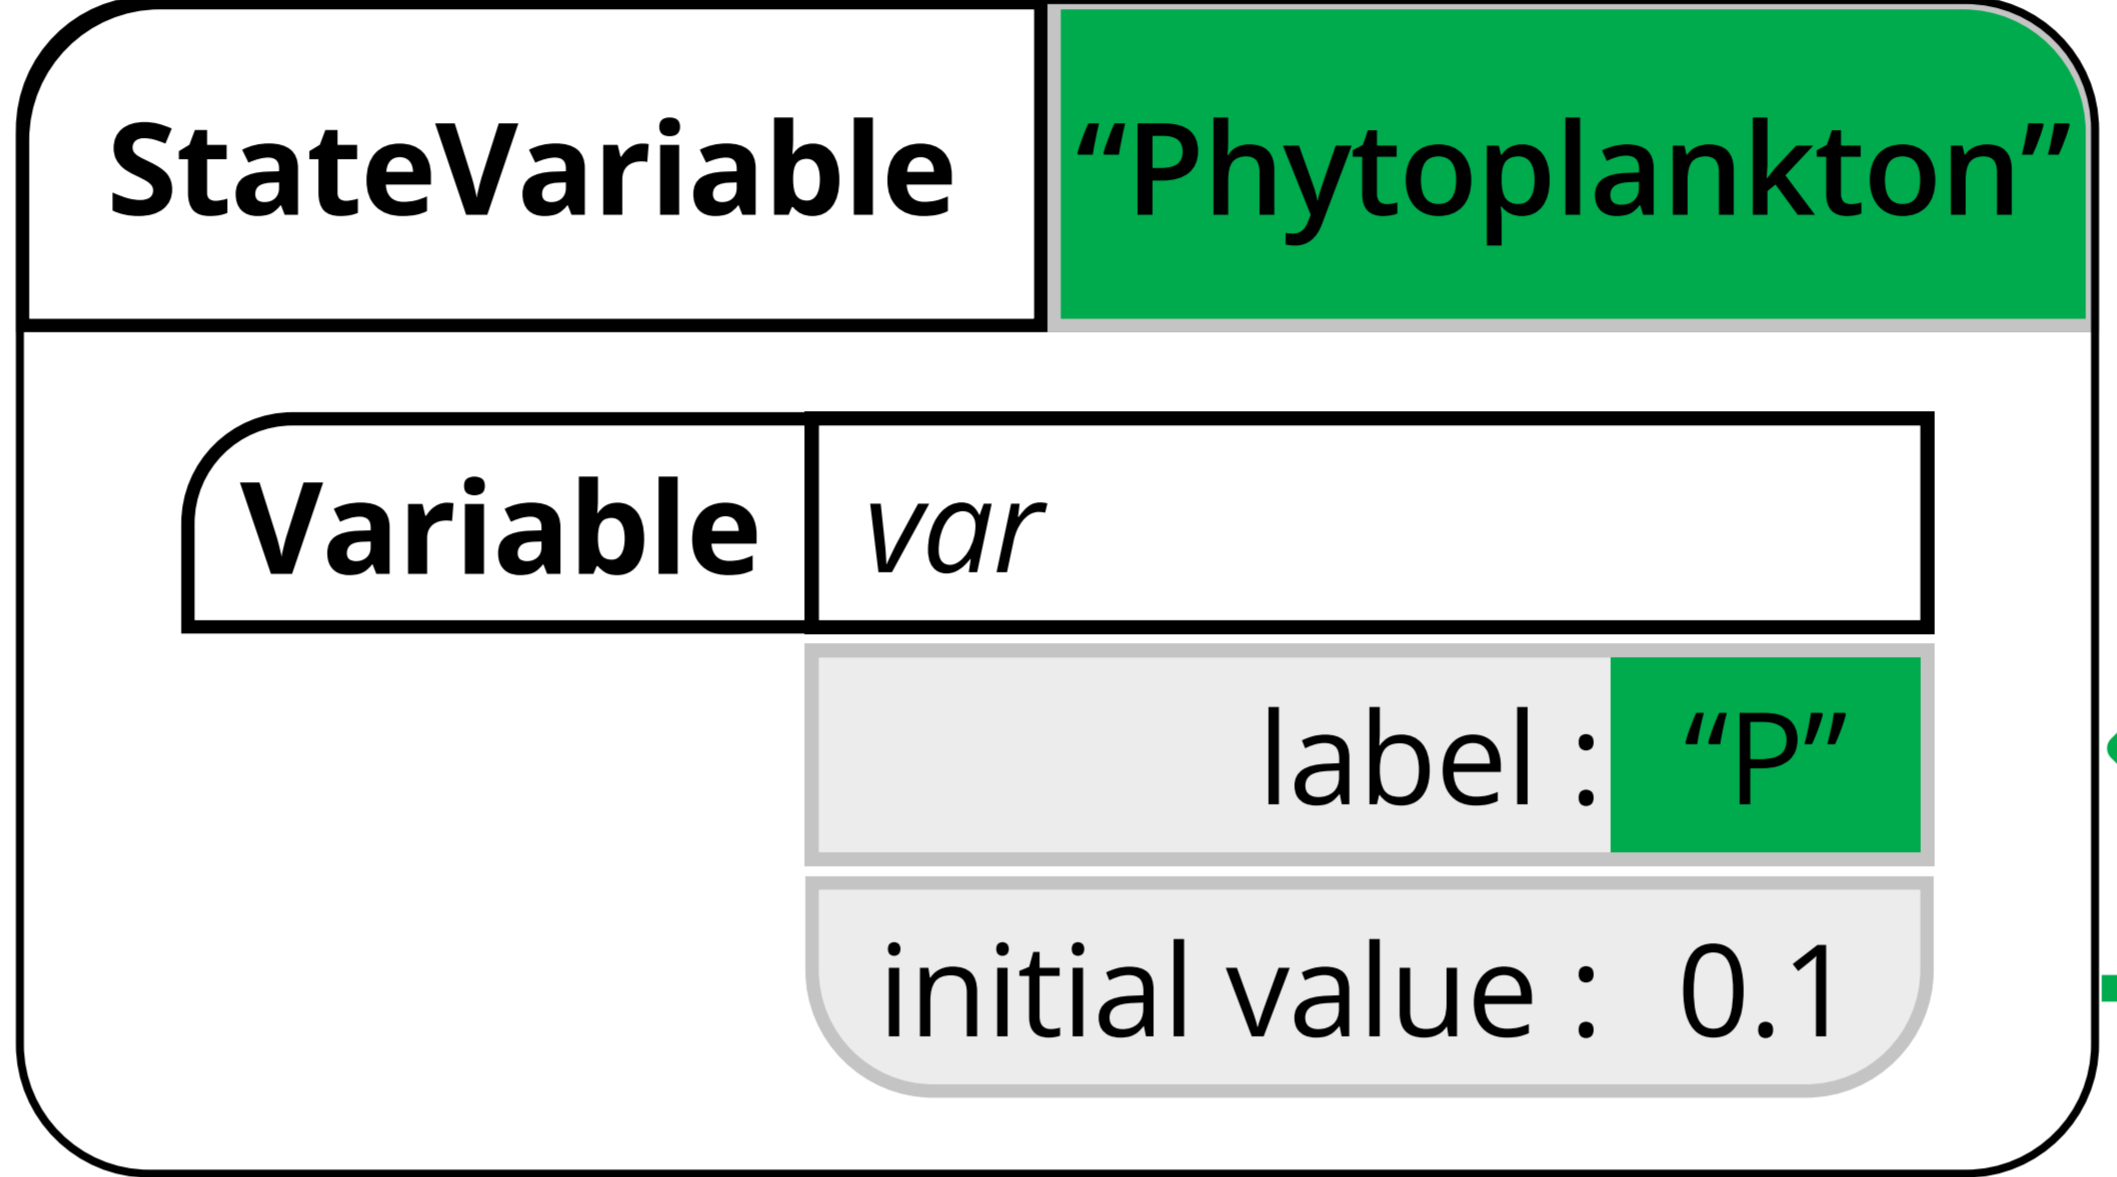 StateVariable “Phytoplankton”
Variable var
label : “P”
initial value : 0.1